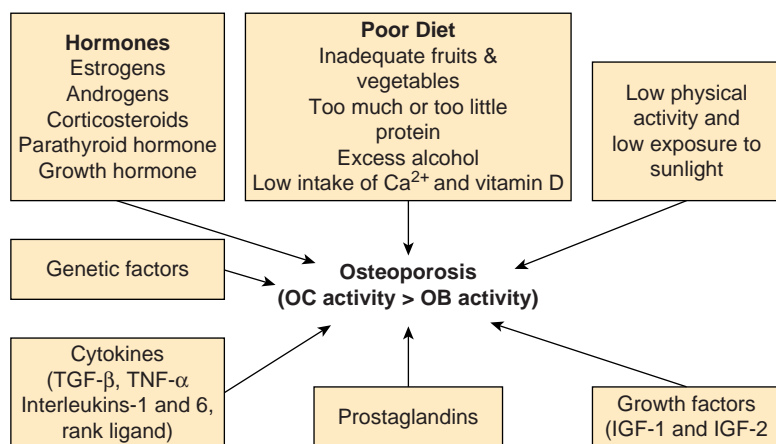 Hormones
Estrogens
Androgens
Corticosteroids
Parathyroid hormone
Growth hormone
Poor Diet
Inadequate fruits &
vegetables
Too much or too little
protein
Excess alcohol
Low intake of Ca²⁺ and vitamin D
Low physical
activity and
low exposure to
sunlight
Genetic factors
Osteoporosis
(OC activity > OB activity)
Cytokines
(TGF-β, TNF-α
Interleukins-1 and 6,
rank ligand)
Prostaglandins
Growth factors
(IGF-1 and IGF-2